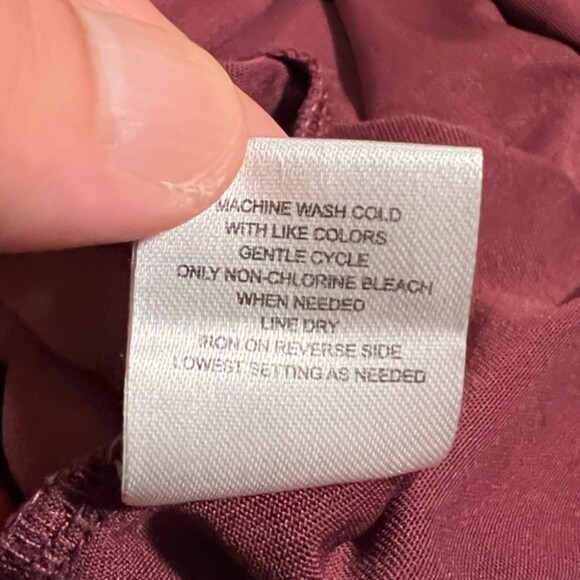 MACHINE WASH COLD
WITH LIKE COLORS
GENTLE CYCLE
ONLY NON-CHLORINE BLEACH
WHEN NEEDED
LINE DRY
IRON ON REVERSE SIDE
LOWEST SETTING AS NEEDED